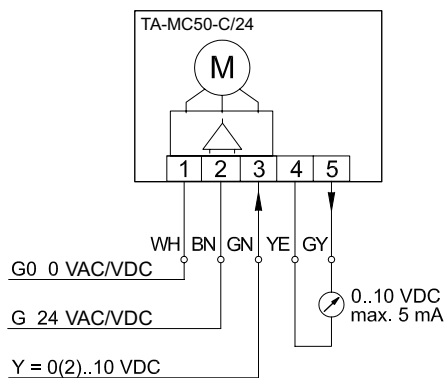 TA-MC50-C/24
M
1 2 3 4 5
WH BN GN YE GY
G0 0 VAC/VDC
0..10 VDC
max. 5 mA
G 24 VAC/VDC
Y = 0(2)..10 VDC